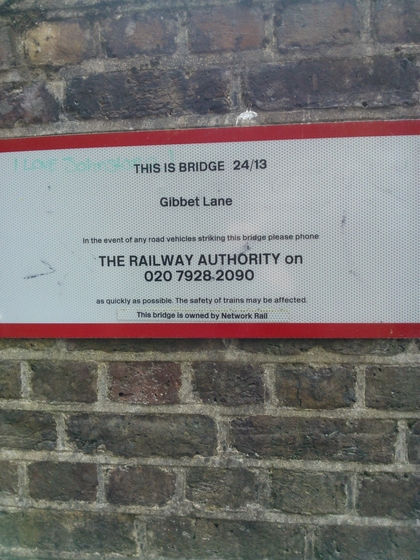 I LOVE
THIS IS BRIDGE 24/13
Gibbet Lane
In the event of any road vehicles striking this bridge please phone
THE RAILWAY AUTHORITY on
020 7928 2090
as quickly as possible. The safety of trains may be affected.
This bridge is owned by Network Rail